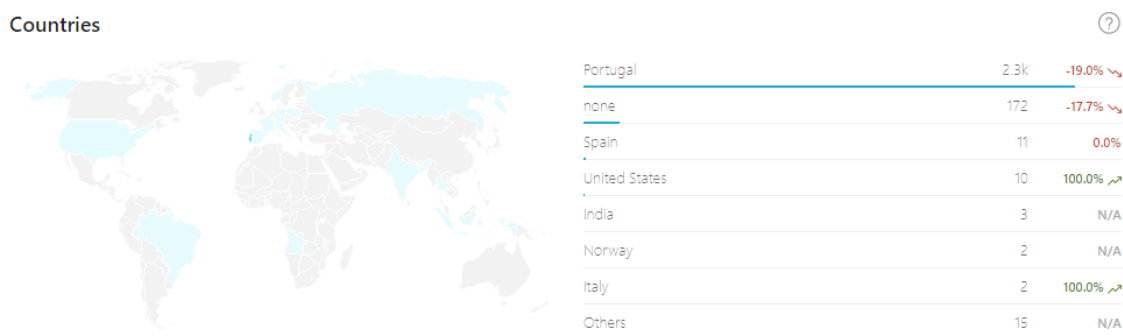 Countries
?
Portugal 2.3k -19.0%
none 172 -17.7%
Spain 11 0.0%
United States 10 100.0%
India 3 N/A
Norway 2 N/A
Italy 2 100.0%
Others 15 N/A